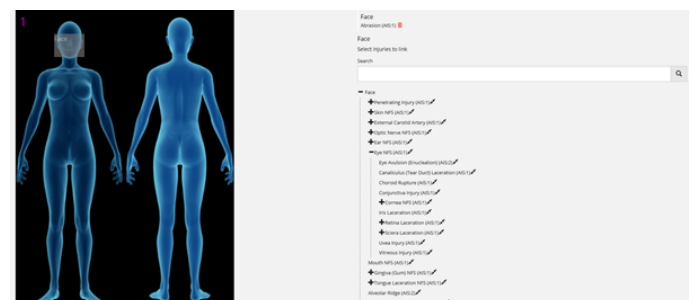 1
Face
Face
Abrasion (AIS:1)
Face
Select injuries to link
Search
Face
Penetrating Injury (AIS:1)
Skin NFS (AIS:1)
External Carotid Artery (AIS:1)
Optic Nerve NFS (AIS:1)
Ear NFS (AIS:1)
Eye NFS (AIS:1)
Eye Avulsion (Enucleation) (AIS:2)
Canaliculus (Tear Duct) Laceration (AIS:1)
Choroid Rupture (AIS:1)
Conjunctiva Injury (AIS:1)
Cornea NFS (AIS:1)
Iris Laceration (AIS:1)
Retina Laceration (AIS:1)
Sclera Laceration (AIS:1)
Uvea Injury (AIS:1)
Vitreous Injury (AIS:1)
Mouth NFS (AIS:1)
Gingiva (Gum) NFS (AIS:1)
Tongue Laceration NFS (AIS:1)
Alveolar Ridge (AIS:2)